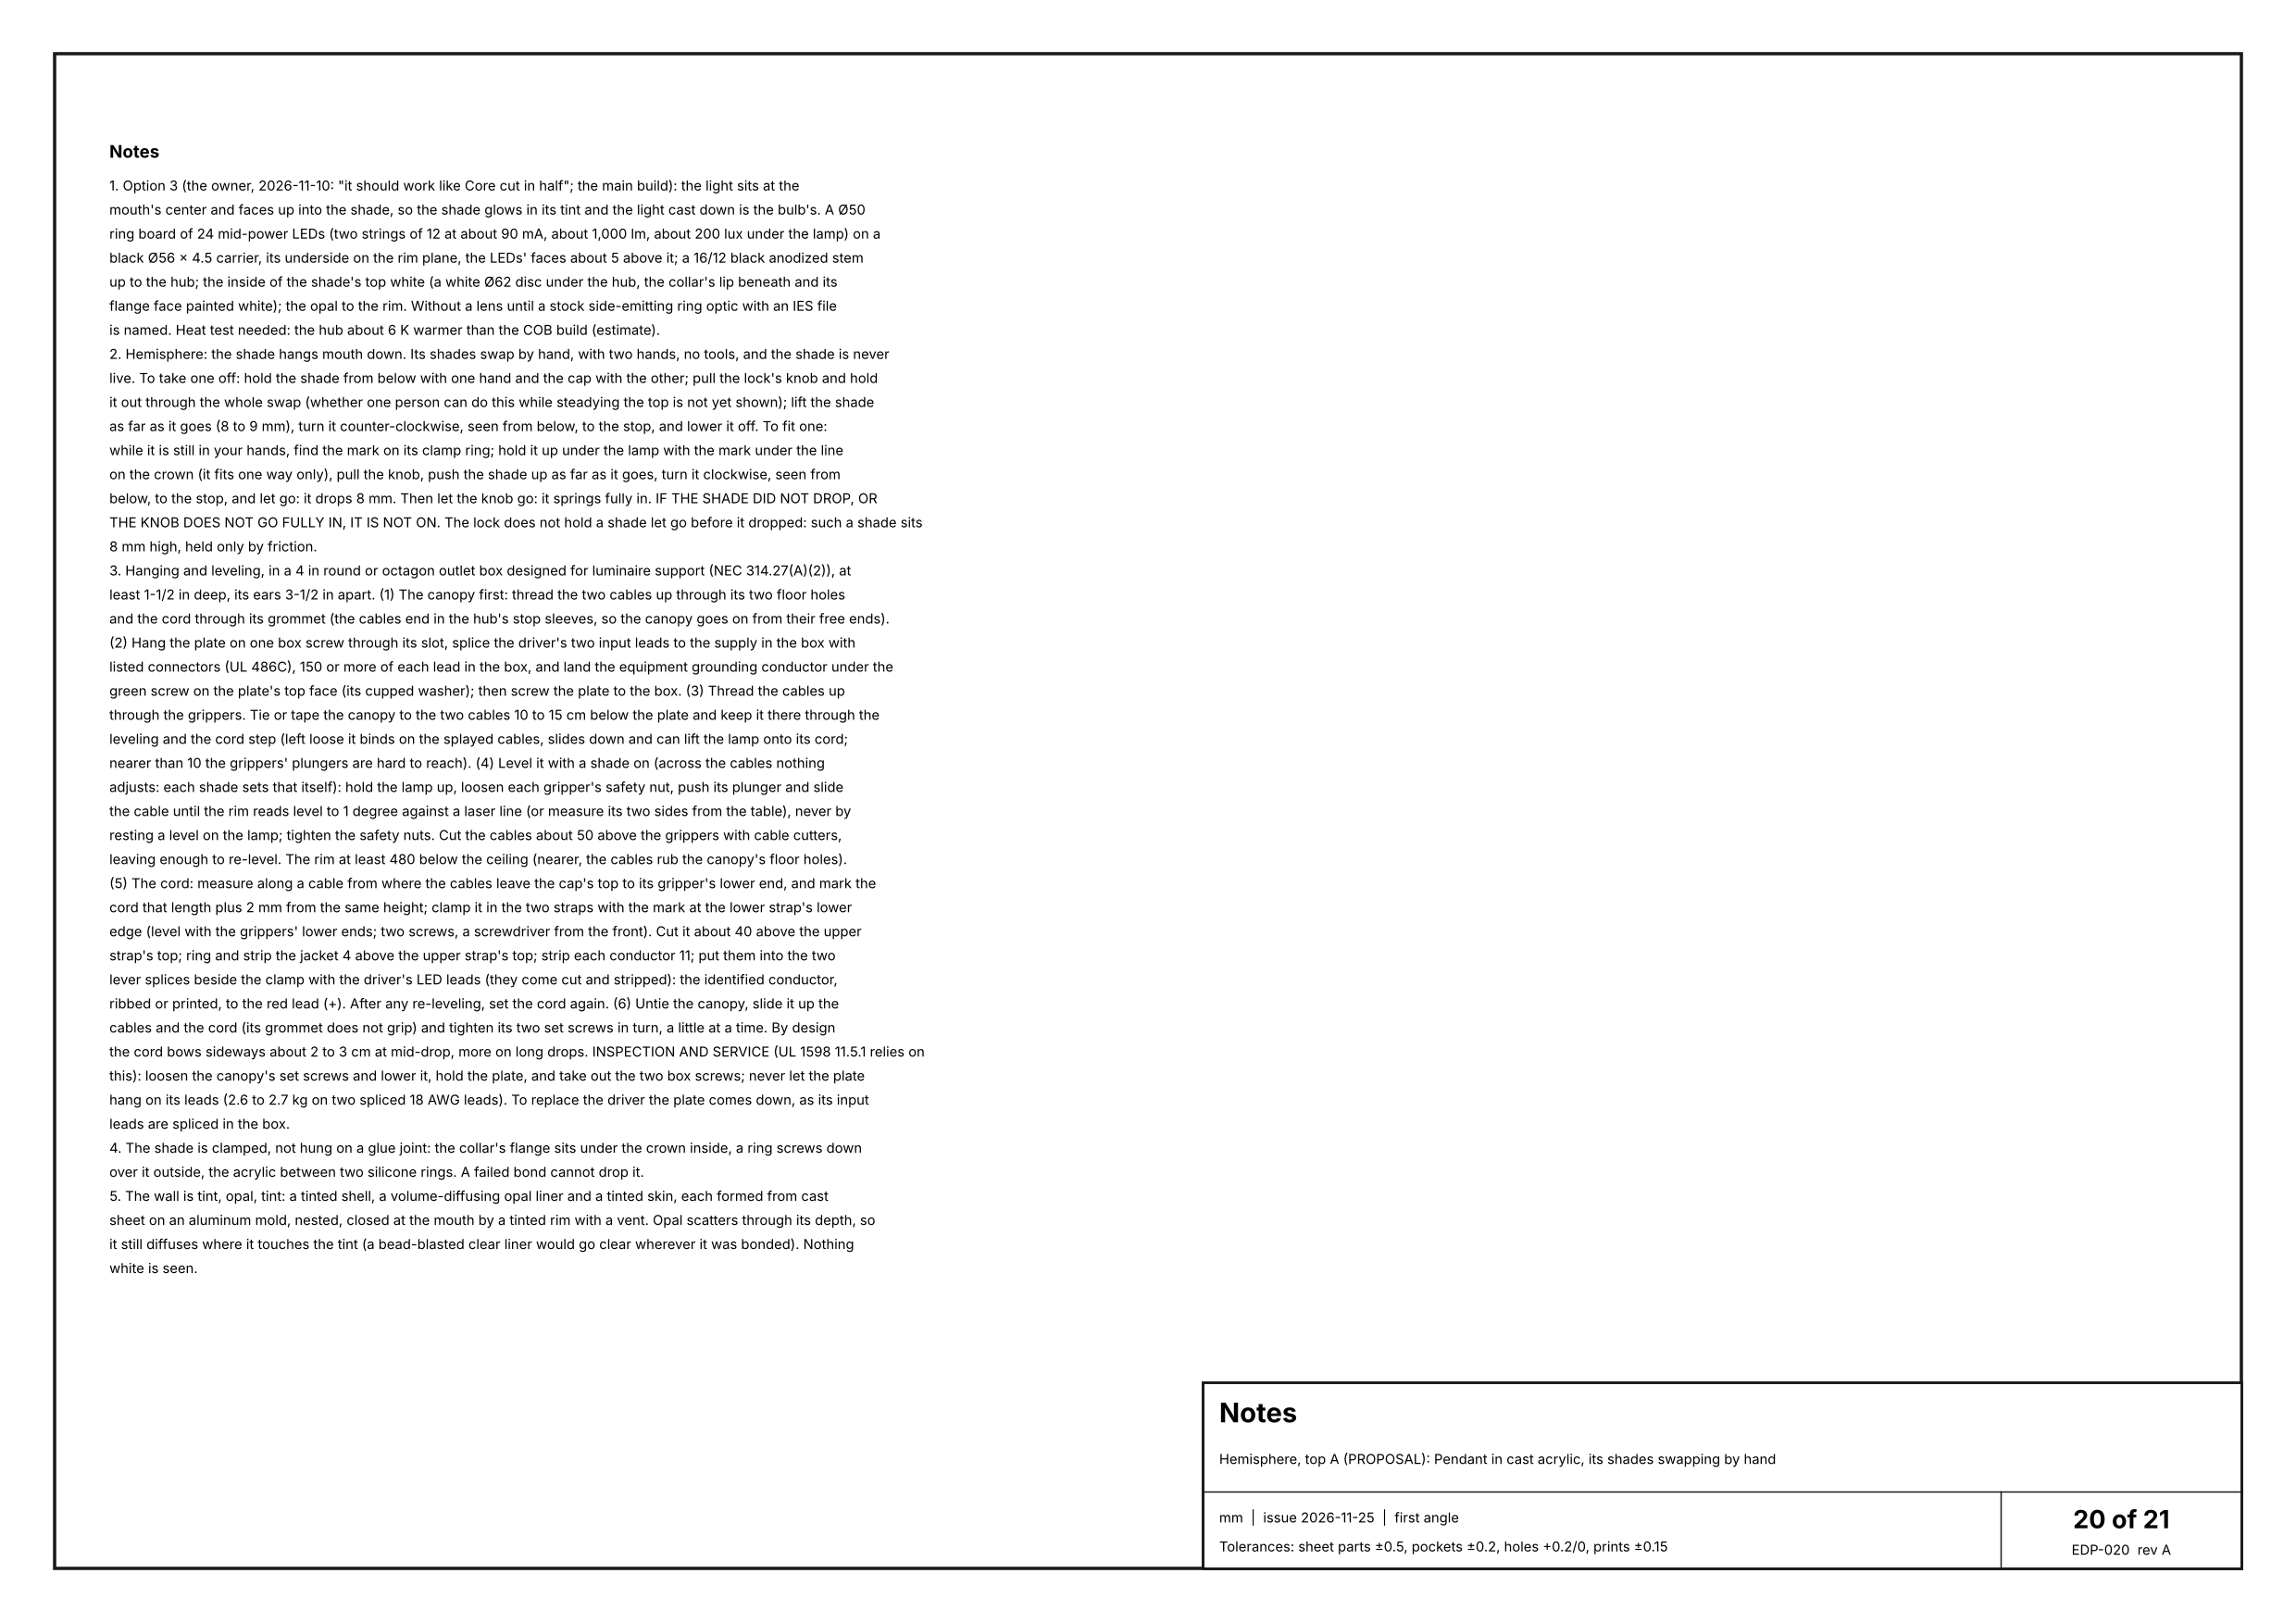 Notes
1. Option 3 (the owner, 2026-11-10: "it should work like Core cut in half"; the main build): the light sits at the
mouth's center and faces up into the shade, so the shade glows in its tint and the light cast down is the bulb's. A Ø50
ring board of 24 mid-power LEDs (two strings of 12 at about 90 mA, about 1,000 lm, about 200 lux under the lamp) on a
black Ø56 × 4.5 carrier, its underside on the rim plane, the LEDs' faces about 5 above it; a 16/12 black anodized stem
up to the hub; the inside of the shade's top white (a white Ø62 disc under the hub, the collar's lip beneath and its
flange face painted white); the opal to the rim. Without a lens until a stock side-emitting ring optic with an IES file
is named. Heat test needed: the hub about 6 K warmer than the COB build (estimate).
2. Hemisphere: the shade hangs mouth down. Its shades swap by hand, with two hands, no tools, and the shade is never
live. To take one off: hold the shade from below with one hand and the cap with the other; pull the lock's knob and hold
it out through the whole swap (whether one person can do this while steadying the top is not yet shown); lift the shade
as far as it goes (8 to 9 mm), turn it counter-clockwise, seen from below, to the stop, and lower it off. To fit one:
while it is still in your hands, find the mark on its clamp ring; hold it up under the lamp with the mark under the line
on the crown (it fits one way only), pull the knob, push the shade up as far as it goes, turn it clockwise, seen from
below, to the stop, and let go: it drops 8 mm. Then let the knob go: it springs fully in. IF THE SHADE DID NOT DROP, OR
THE KNOB DOES NOT GO FULLY IN, IT IS NOT ON. The lock does not hold a shade let go before it dropped: such a shade sits
8 mm high, held only by friction.
3. Hanging and leveling, in a 4 in round or octagon outlet box designed for luminaire support (NEC 314.27(A)(2)), at
least 1-1/2 in deep, its ears 3-1/2 in apart. (1) The canopy first: thread the two cables up through its two floor holes
and the cord through its grommet (the cables end in the hub's stop sleeves, so the canopy goes on from their free ends).
(2) Hang the plate on one box screw through its slot, splice the driver's two input leads to the supply in the box with
listed connectors (UL 486C), 150 or more of each lead in the box, and land the equipment grounding conductor under the
green screw on the plate's top face (its cupped washer); then screw the plate to the box. (3) Thread the cables up
through the grippers. Tie or tape the canopy to the two cables 10 to 15 cm below the plate and keep it there through the
leveling and the cord step (left loose it binds on the splayed cables, slides down and can lift the lamp onto its cord;
nearer than 10 the grippers' plungers are hard to reach). (4) Level it with a shade on (across the cables nothing
adjusts: each shade sets that itself): hold the lamp up, loosen each gripper's safety nut, push its plunger and slide
the cable until the rim reads level to 1 degree against a laser line (or measure its two sides from the table), never by
resting a level on the lamp; tighten the safety nuts. Cut the cables about 50 above the grippers with cable cutters,
leaving enough to re-level. The rim at least 480 below the ceiling (nearer, the cables rub the canopy's floor holes).
(5) The cord: measure along a cable from where the cables leave the cap's top to its gripper's lower end, and mark the
cord that length plus 2 mm from the same height; clamp it in the two straps with the mark at the lower strap's lower
edge (level with the grippers' lower ends; two screws, a screwdriver from the front). Cut it about 40 above the upper
strap's top; ring and strip the jacket 4 above the upper strap's top; strip each conductor 11; put them into the two
lever splices beside the clamp with the driver's LED leads (they come cut and stripped): the identified conductor,
ribbed or printed, to the red lead (+). After any re-leveling, set the cord again. (6) Untie the canopy, slide it up the
cables and the cord (its grommet does not grip) and tighten its two set screws in turn, a little at a time. By design
the cord bows sideways about 2 to 3 cm at mid-drop, more on long drops. INSPECTION AND SERVICE (UL 1598 11.5.1 relies on
this): loosen the canopy's set screws and lower it, hold the plate, and take out the two box screws; never let the plate
hang on its leads (2.6 to 2.7 kg on two spliced 18 AWG leads). To replace the driver the plate comes down, as its input
leads are spliced in the box.
4. The shade is clamped, not hung on a glue joint: the collar's flange sits under the crown inside, a ring screws down
over it outside, the acrylic between two silicone rings. A failed bond cannot drop it.
5. The wall is tint, opal, tint: a tinted shell, a volume-diffusing opal liner and a tinted skin, each formed from cast
sheet on an aluminum mold, nested, closed at the mouth by a tinted rim with a vent. Opal scatters through its depth, so
it still diffuses where it touches the tint (a bead-blasted clear liner would go clear wherever it was bonded). Nothing
white is seen.
Notes
Hemisphere, top A (PROPOSAL): Pendant in cast acrylic, its shades swapping by hand
mm | issue 2026-11-25 | first angle
Tolerances: sheet parts ±0.5, pockets ±0.2, holes +0.2/0, prints ±0.15
20 of 21
EDP-020 rev A